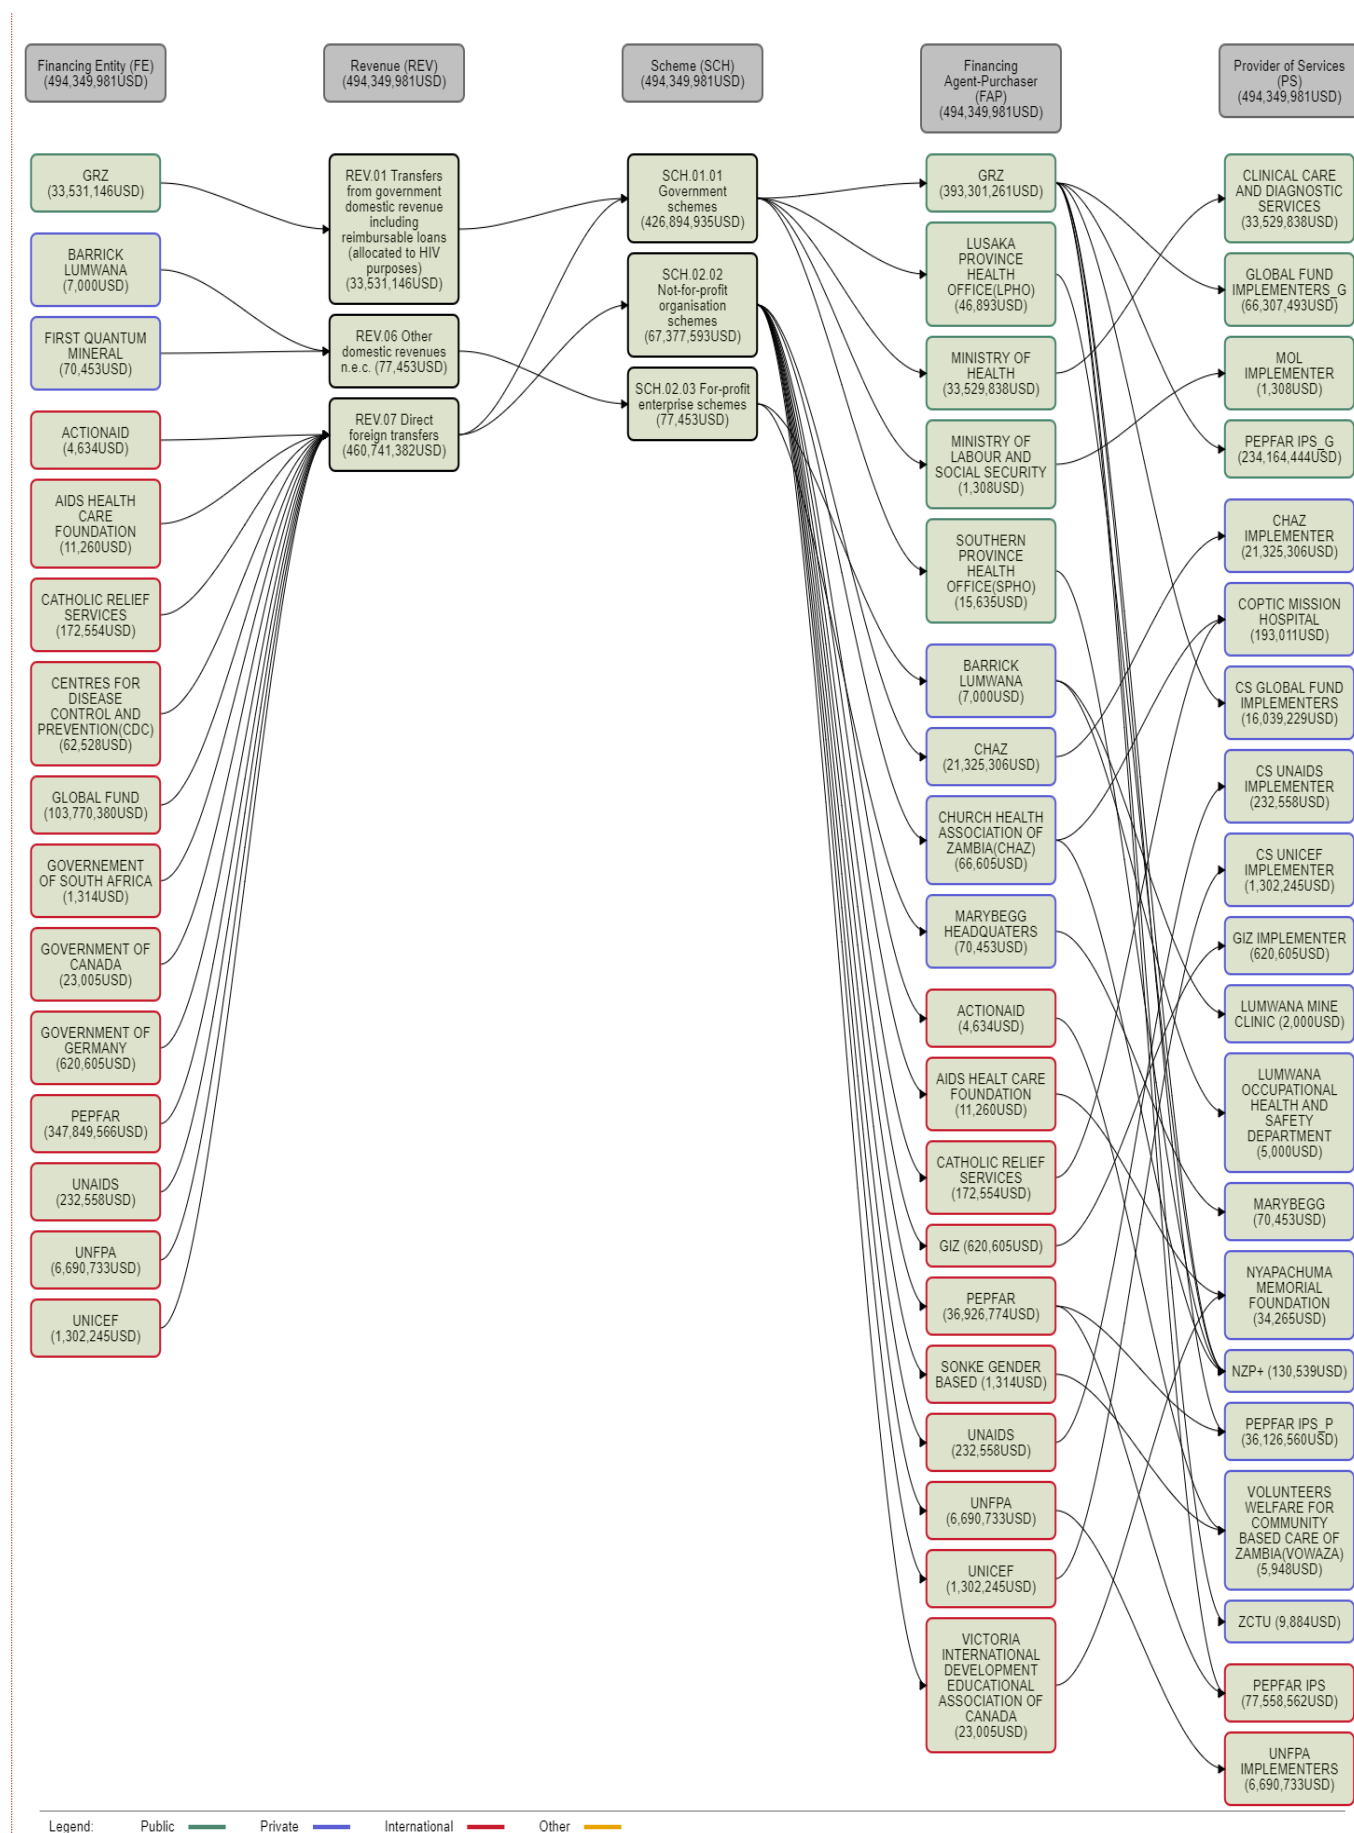 Financing Entity (FE)
(494,349,981USD)
Revenue (REV)
(494,349,981USD)
Scheme (SCH)
(494,349,981USD)
Financing
Agent-Purchaser
(FAP)
(494,349,981USD)
Provider of Services
(PS)
(494,349,981USD)
GRZ
(33,531,146USD)
BARRICK
LUMWANA
(7,000USD)
FIRST QUANTUM
MINERAL
(70,453USD)
ACTIONAID
(4,634USD)
AIDS HEALTH
CARE
FOUNDATION
(11,260USD)
CATHOLIC RELIEF
SERVICES
(172,554USD)
CENTRES FOR
DISEASE
CONTROL AND
PREVENTION(CDC)
(62,528USD)
GLOBAL FUND
(103,770,380USD)
GOVERNEMENT
OF SOUTH AFRICA
(1,314USD)
GOVERNMENT OF
CANADA
(23,005USD)
GOVERNMENT OF
GERMANY
(620,605USD)
PEPFAR
(347,849,566USD)
UNAIDS
(232,558USD)
UNFPA
(6,690,733USD)
UNICEF
(1,302,245USD)
REV.01 Transfers
from government
domestic revenue
including
reimbursable loans
(allocated to HIV
purposes)
(33,531,146USD)
REV.06 Other
domestic revenues
n.e.c. (77,453USD)
REV.07 Direct
foreign transfers
(460,741,382USD)
SCH.01.01
Government
schemes
(426,894,935USD)
SCH.02.02
Not-for-profit
organisation
schemes
(67,377,593USD)
SCH.02.03 For-profit
enterprise schemes
(77,453USD)
GRZ
(393,301,261USD)
LUSAKA
PROVINCE
HEALTH
OFFICE(LPHO)
(46,893USD)
MINISTRY OF
HEALTH
(33,529,838USD)
MINISTRY OF
LABOUR AND
SOCIAL SECURITY
(1,308USD)
SOUTHERN
PROVINCE
HEALTH
OFFICE(SPHO)
(15,635USD)
BARRICK
LUMWANA
(7,000USD)
CHAZ
(21,325,306USD)
CHURCH HEALTH
ASSOCIATION OF
ZAMBIA(CHAZ)
(66,605USD)
MARYBEGG
HEADQUATERS
(70,453USD)
ACTIONAID
(4,634USD)
AIDS HEALT CARE
FOUNDATION
(11,260USD)
CATHOLIC RELIEF
SERVICES
(172,554USD)
GIZ (620,605USD)
PEPFAR
(36,926,774USD)
SONKE GENDER
BASED (1,314USD)
UNAIDS
(232,558USD)
UNFPA
(6,690,733USD)
UNICEF
(1,302,245USD)
VICTORIA
INTERNATIONAL
DEVELOPMENT
EDUCATIONAL
ASSOCIATION OF
CANADA
(23,005USD)
CLINICAL CARE
AND DIAGNOSTIC
SERVICES
(33,529,838USD)
GLOBAL FUND
IMPLEMENTERS_G
(66,307,493USD)
MOL
IMPLEMENTER
(1,308USD)
PEPFAR IPS_G
(234,164,444USD)
CHAZ
IMPLEMENTER
(21,325,306USD)
COPTIC MISSION
HOSPITAL
(193,011USD)
CS GLOBAL FUND
IMPLEMENTERS
(16,039,229USD)
CS UNAIDS
IMPLEMENTER
(232,558USD)
CS UNICEF
IMPLEMENTER
(1,302,245USD)
GIZ IMPLEMENTER
(620,605USD)
LUMWANA MINE
CLINIC (2,000USD)
LUMWANA
OCCUPATIONAL
HEALTH AND
SAFETY
DEPARTMENT
(5,000USD)
MARYBEGG
(70,453USD)
NYAPACHUMA
MEMORIAL
FOUNDATION
(34,265USD)
NZP+ (130,539USD)
PEPFAR IPS_P
(36,126,560USD)
VOLUNTEERS
WELFARE FOR
COMMUNITY
BASED CARE OF
ZAMBIA(VOWAZA)
(5,948USD)
ZCTU (9,884USD)
PEPFAR IPS
(77,558,562USD)
UNFPA
IMPLEMENTERS
(6,690,733USD)
Legend: Public Private International Other